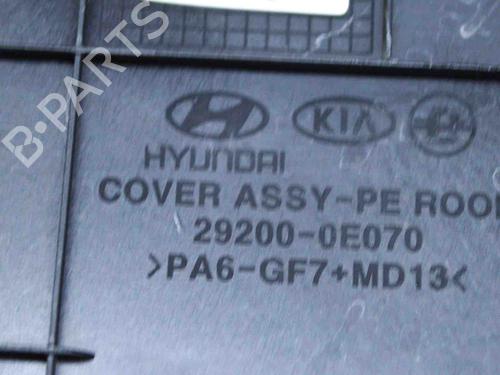 B-PARTS
KIA
HYUNDAI
COVER ASSY-PE ROO
29200-0E070
>PA6-GF7+MD13<